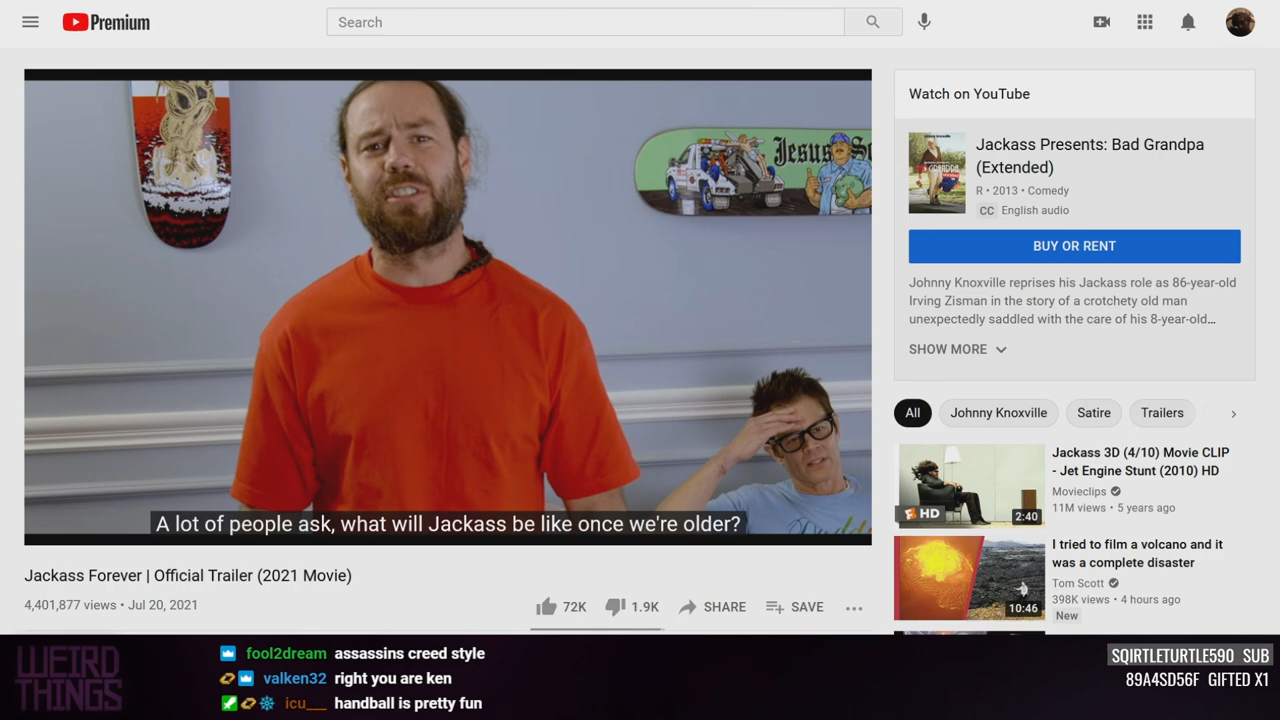 Premium
Search
Jesus
A lot of people ask, what will Jackass be like once we're older?
Jackass Forever | Official Trailer (2021 Movie)
4,401,877 views • Jul 20, 2021
72K
1.9K
SHARE
SAVE
Watch on YouTube
Jackass Presents: Bad Grandpa
(Extended)
R • 2013 • Comedy
CC English audio
BUY OR RENT
Johnny Knoxville reprises his Jackass role as 86-year-old
Irving Zisman in the story of a crotchety old man
unexpectedly saddled with the care of his 8-year-old…
SHOW MORE
All
Johnny Knoxville
Satire
Trailers
HD
2:40
Jackass 3D (4/10) Movie CLIP
- Jet Engine Stunt (2010) HD
Movieclips
11M views • 5 years ago
10:46
I tried to film a volcano and it
was a complete disaster
Tom Scott
398K views • 4 hours ago
New
WEIRD
THINGS
fool2dream assassins creed style
valken32 right you are ken
icu___ handball is pretty fun
SQIRTLETURTLE590 SUB
89A4SD56F GIFTED X1